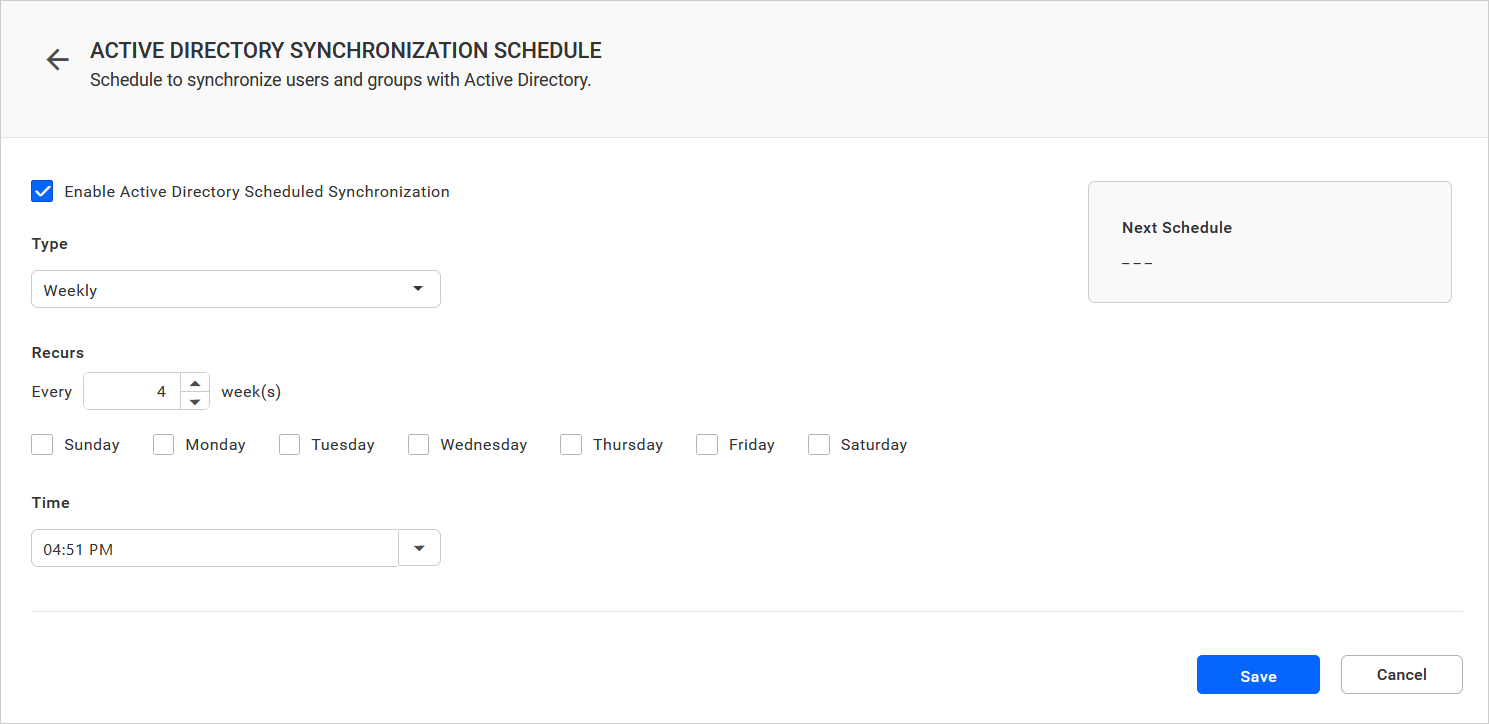 ACTIVE DIRECTORY SYNCHRONIZATION SCHEDULE
Schedule to synchronize users and groups with Active Directory.
Enable Active Directory Scheduled Synchronization
Type
Weekly
Recurs
Every 4 week(s)
Sunday Monday Tuesday Wednesday Thursday Friday Saturday
Time
04:51 PM
Next Schedule
_ _ _
Save Cancel